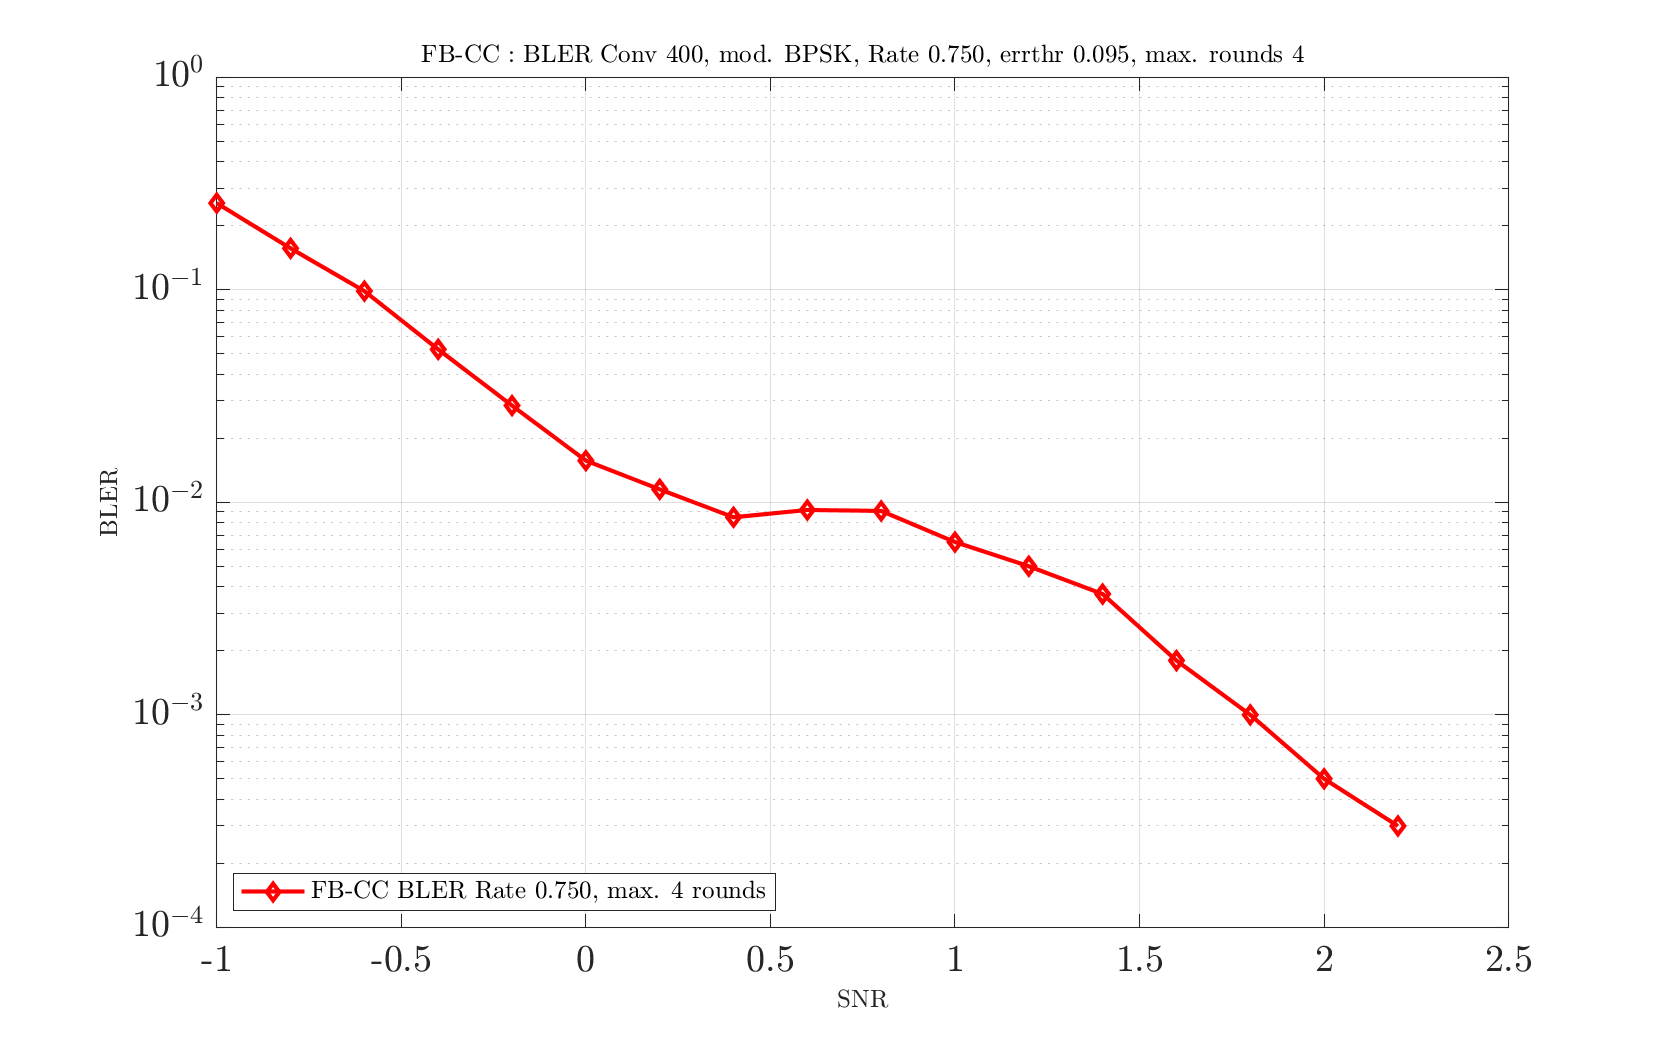 FB-CC : BLER Conv 400, mod. BPSK, Rate 0.750, errthr 0.095, max. rounds 4
10^0
10^-1
10^-2
10^-3
10^-4
BLER
FB-CC BLER Rate 0.750, max. 4 rounds
-1 -0.5 0 0.5 1 1.5 2 2.5
SNR